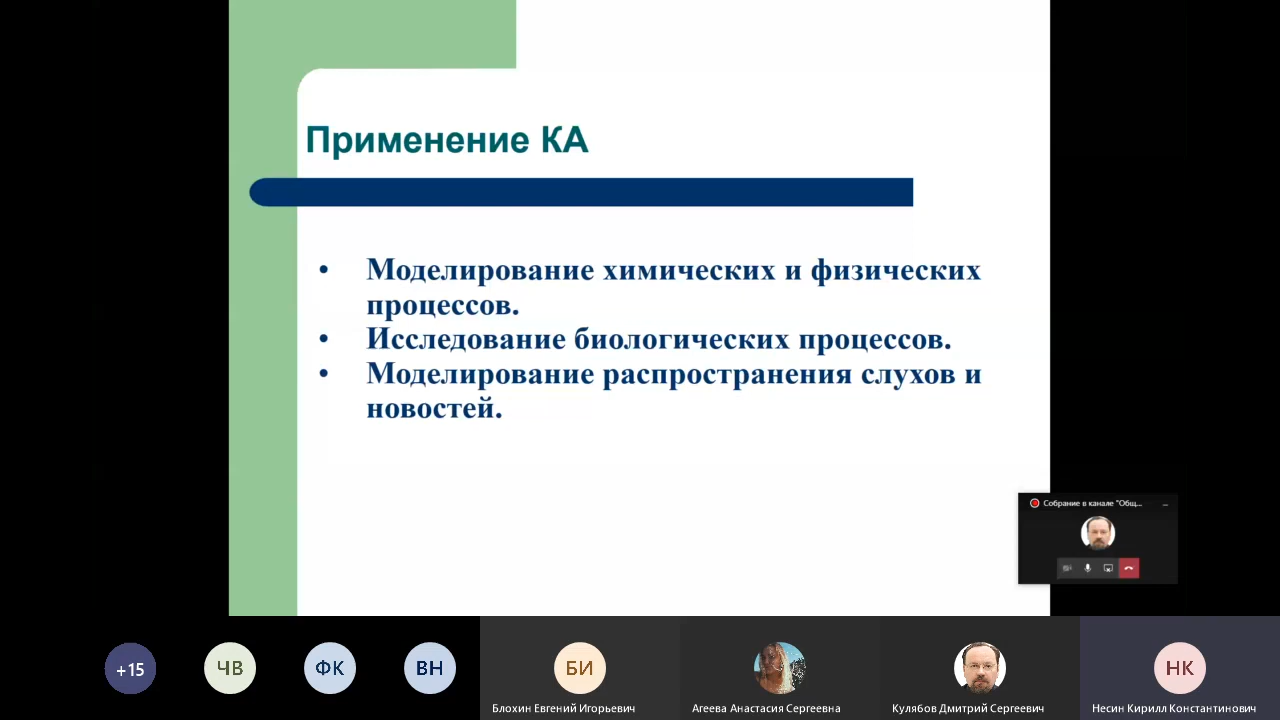 Применение КА
• Моделирование химических и физических
процессов.
• Исследование биологических процессов.
• Моделирование распространения слухов и
новостей.
Собрание в канале "Общ...
+15
ЧВ
ФК
ВН
БИ
НК
Блохин Евгений Игорьевич
Агеева Анастасия Сергеевна
Кулябов Дмитрий Сергеевич
Несин Кирилл Константинович